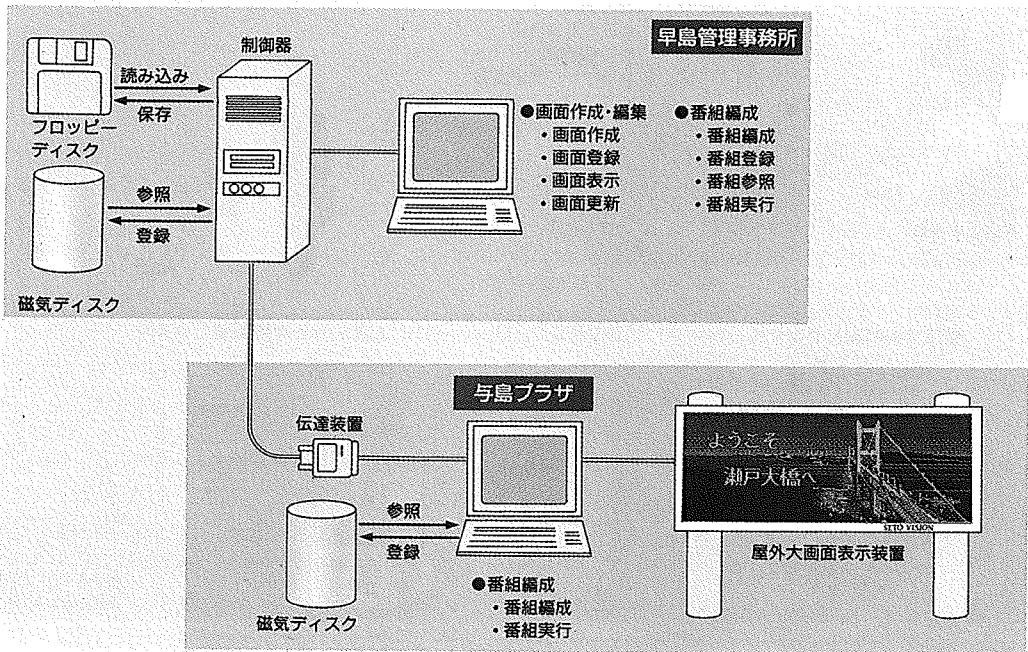 早島管理事務所
制御器
読み込み
保存
フロッピー
ディスク
参照
登録
磁気ディスク
●画面作成・編集
・画面作成
・画面登録
・画面表示
・画面更新
●番組編成
・番組編成
・番組登録
・番組参照
・番組実行
与島プラザ
伝達装置
参照
登録
磁気ディスク
●番組編成
・番組編成
・番組実行
ようこそ
瀬戸大橋へ
SETO VISION
屋外大画面表示装置